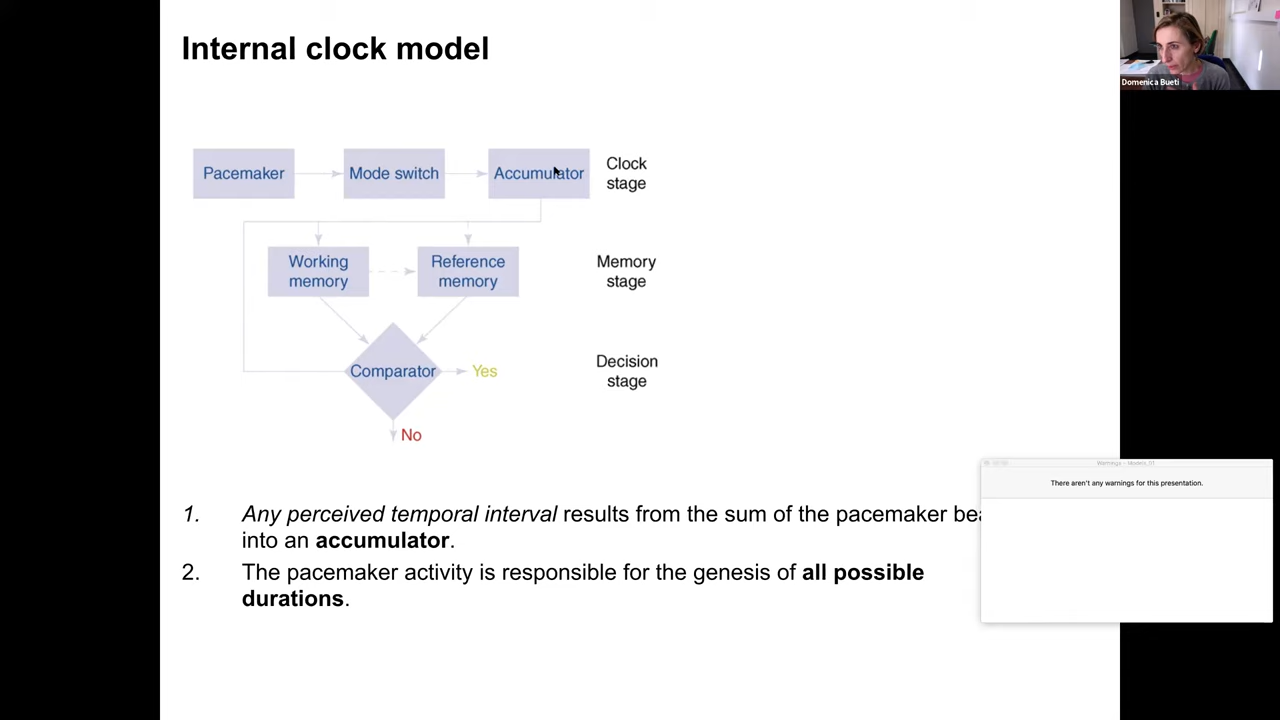 Internal clock model
Domenica Bueti
Pacemaker
Mode switch
Accumulator
Clock
stage
Working
memory
Reference
memory
Memory
stage
Comparator
Yes
Decision
stage
No
Warnings - Models_b1
There aren't any warnings for this presentation.
1. Any perceived temporal interval results from the sum of the pacemaker
into an accumulator.
2. The pacemaker activity is responsible for the genesis of all possible
durations.